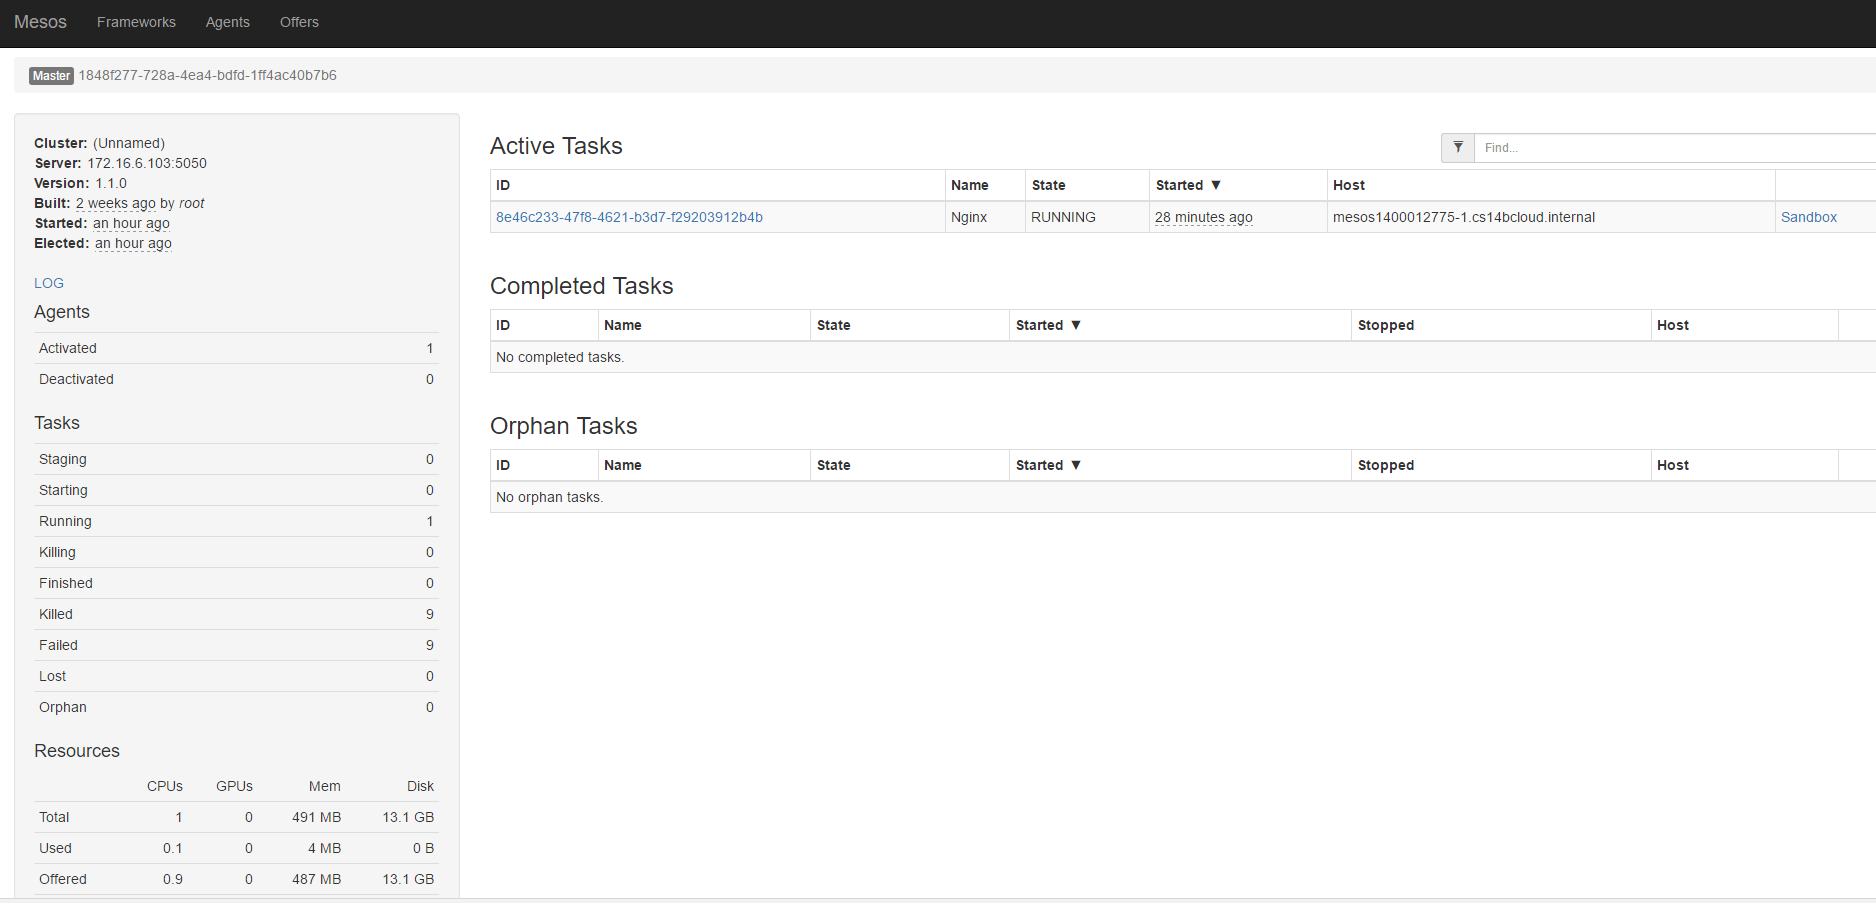 Mesos Frameworks Agents Offers
Master 1848f277-728a-4ea4-bdfd-1ff4ac40b7b6
Cluster: (Unnamed)
Server: 172.16.6.103:5050
Version: 1.1.0
Built: 2 weeks ago by root
Started: an hour ago
Elected: an hour ago
LOG
Agents
Activated 1
Deactivated 0
Tasks
Staging 0
Starting 0
Running 1
Killing 0
Finished 0
Killed 9
Failed 9
Lost 0
Orphan 0
Resources
CPUs GPUs Mem Disk
Total 1 0 491 MB 13.1 GB
Used 0.1 0 4 MB 0 B
Offered 0.9 0 487 MB 13.1 GB
Active Tasks
Find...
ID Name State Started ▼ Host
8e46c233-47f8-4621-b3d7-f29203912b4b Nginx RUNNING 28 minutes ago mesos1400012775-1.cs14bcloud.internal Sandbox
Completed Tasks
ID Name State Started ▼ Stopped Host
No completed tasks.
Orphan Tasks
ID Name State Started ▼ Stopped Host
No orphan tasks.